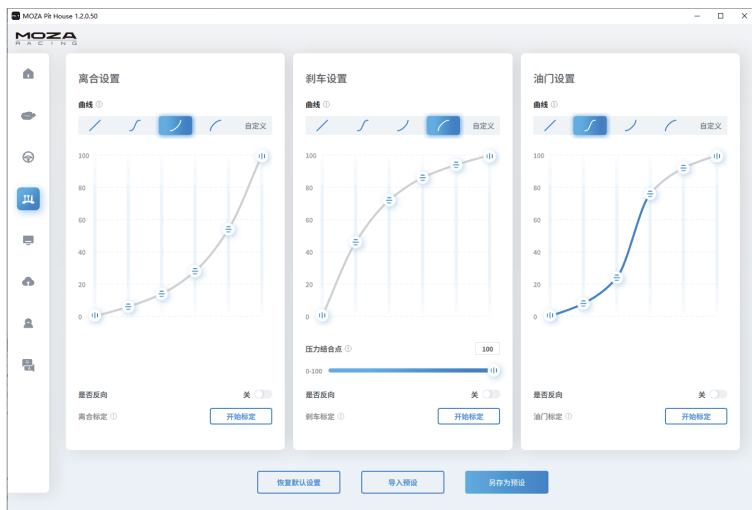 MOZA Pit House 1.2.0.50
MOZA
RACING
离合设置
曲线
自定义
100
80
60
40
20
0
是否反向
关
离合标定
开始标定
刹车设置
曲线
自定义
100
80
60
40
20
0
压力结合点
100
0-100
是否反向
关
刹车标定
开始标定
油门设置
曲线
自定义
100
80
60
40
20
0
是否反向
关
油门标定
开始标定
恢复默认设置
导入预设
另存为预设